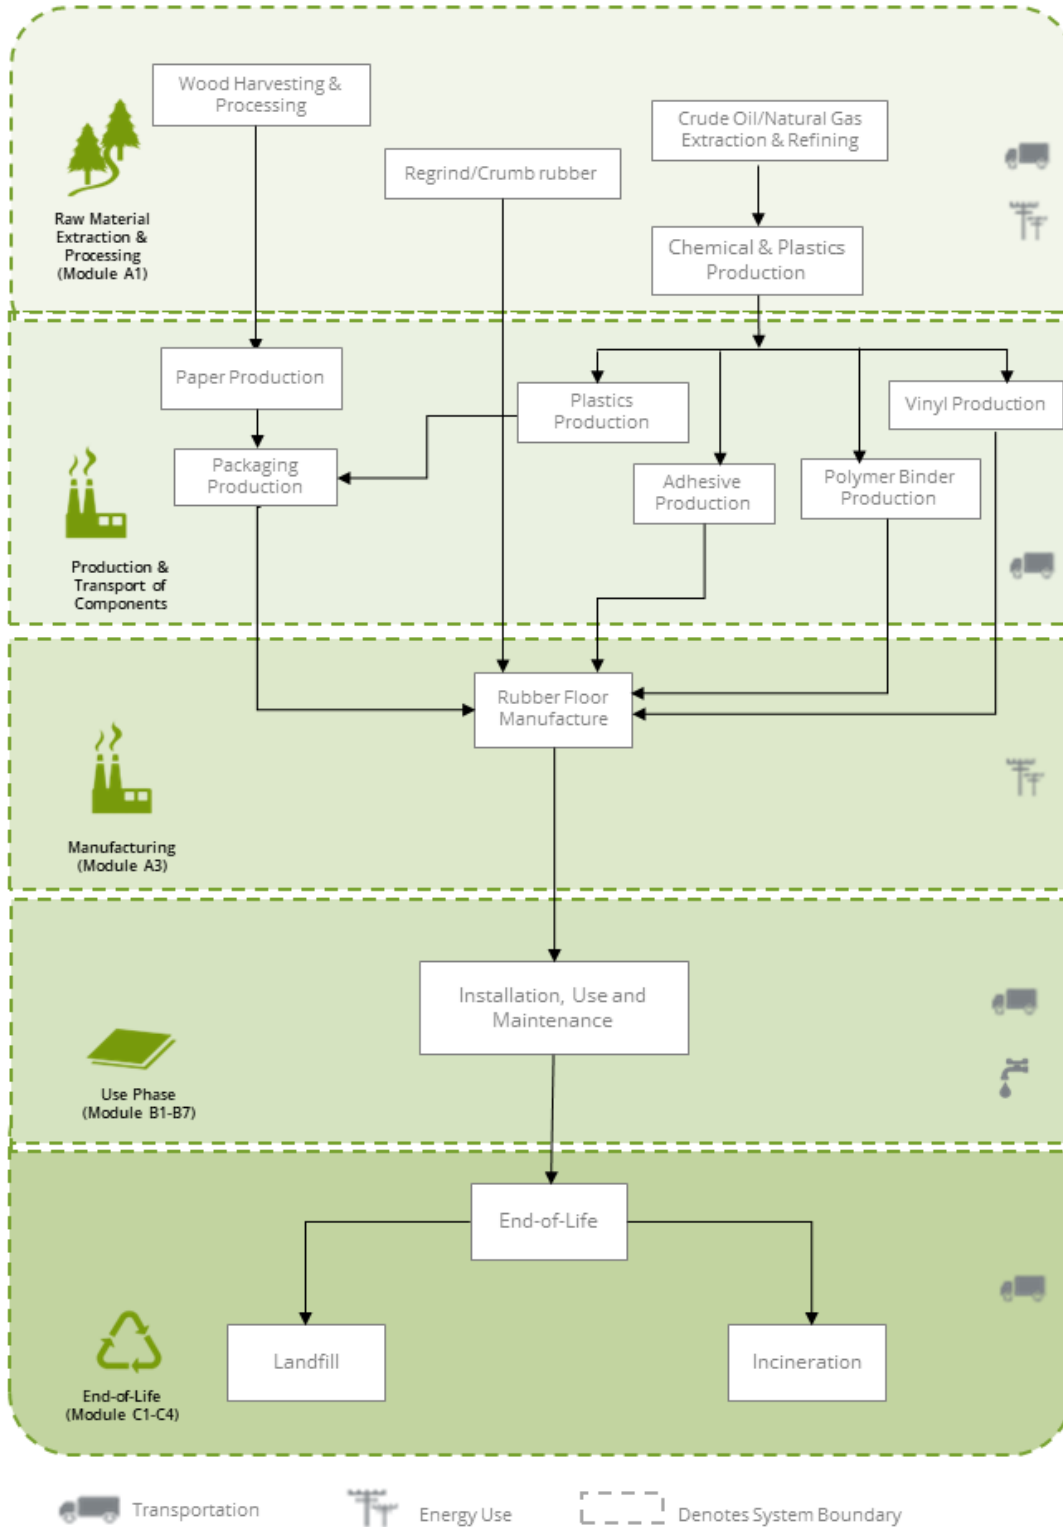 Wood Harvesting &
Processing
Crude Oil/Natural Gas
Extraction & Refining
Regrind/Crumb rubber
Raw Material
Extraction &
Processing
(Module A1)
Chemical & Plastics
Production
Paper Production
Plastics
Production
Vinyl Production
Packaging
Production
Adhesive
Production
Polymer Binder
Production
Production &
Transport of
Components
Rubber Floor
Manufacture
Manufacturing
(Module A3)
Installation, Use and
Maintenance
Use Phase
(Module B1-B7)
End-of-Life
Landfill
Incineration
End-of-Life
(Module C1-C4)
Transportation
Energy Use
Denotes System Boundary